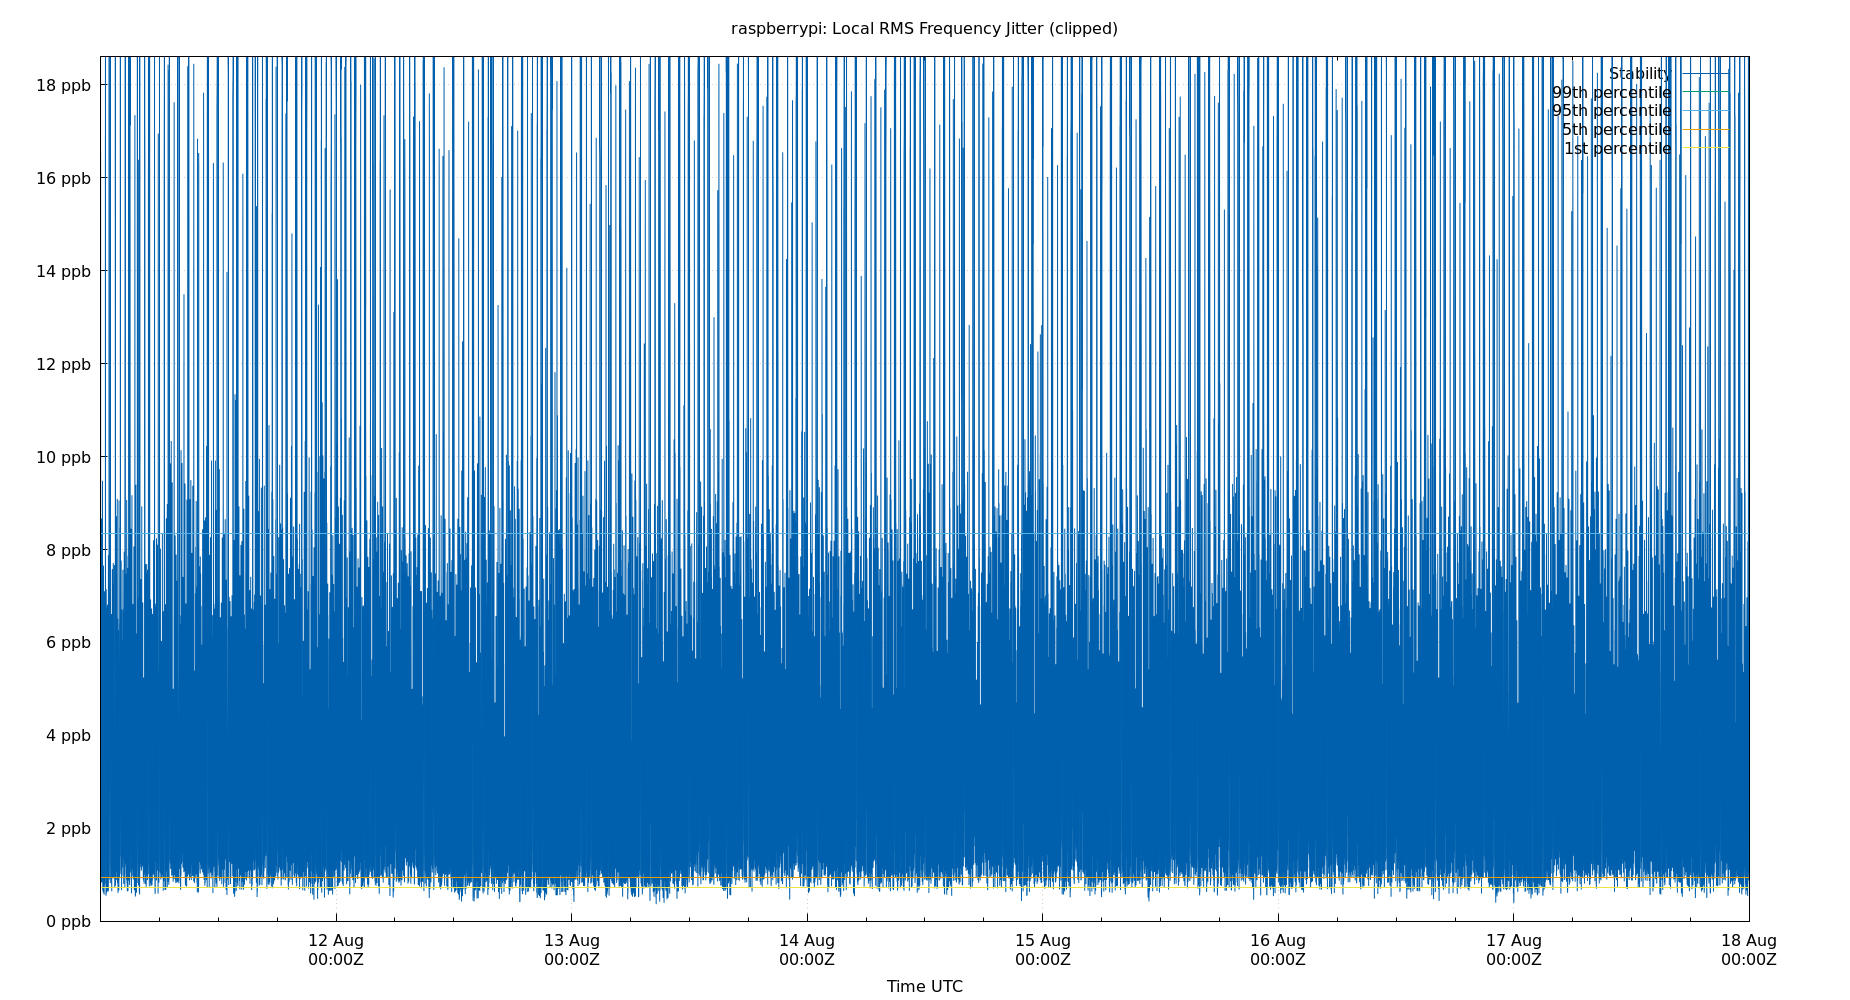 raspberrypi: Local RMS Frequency Jitter (clipped)
18 ppb
16 ppb
14 ppb
12 ppb
10 ppb
8 ppb
6 ppb
4 ppb
2 ppb
0 ppb
Stability
99th percentile
95th percentile
5th percentile
1st percentile
12 Aug
00:00Z
13 Aug
00:00Z
14 Aug
00:00Z
15 Aug
00:00Z
16 Aug
00:00Z
17 Aug
00:00Z
18 Aug
00:00Z
Time UTC